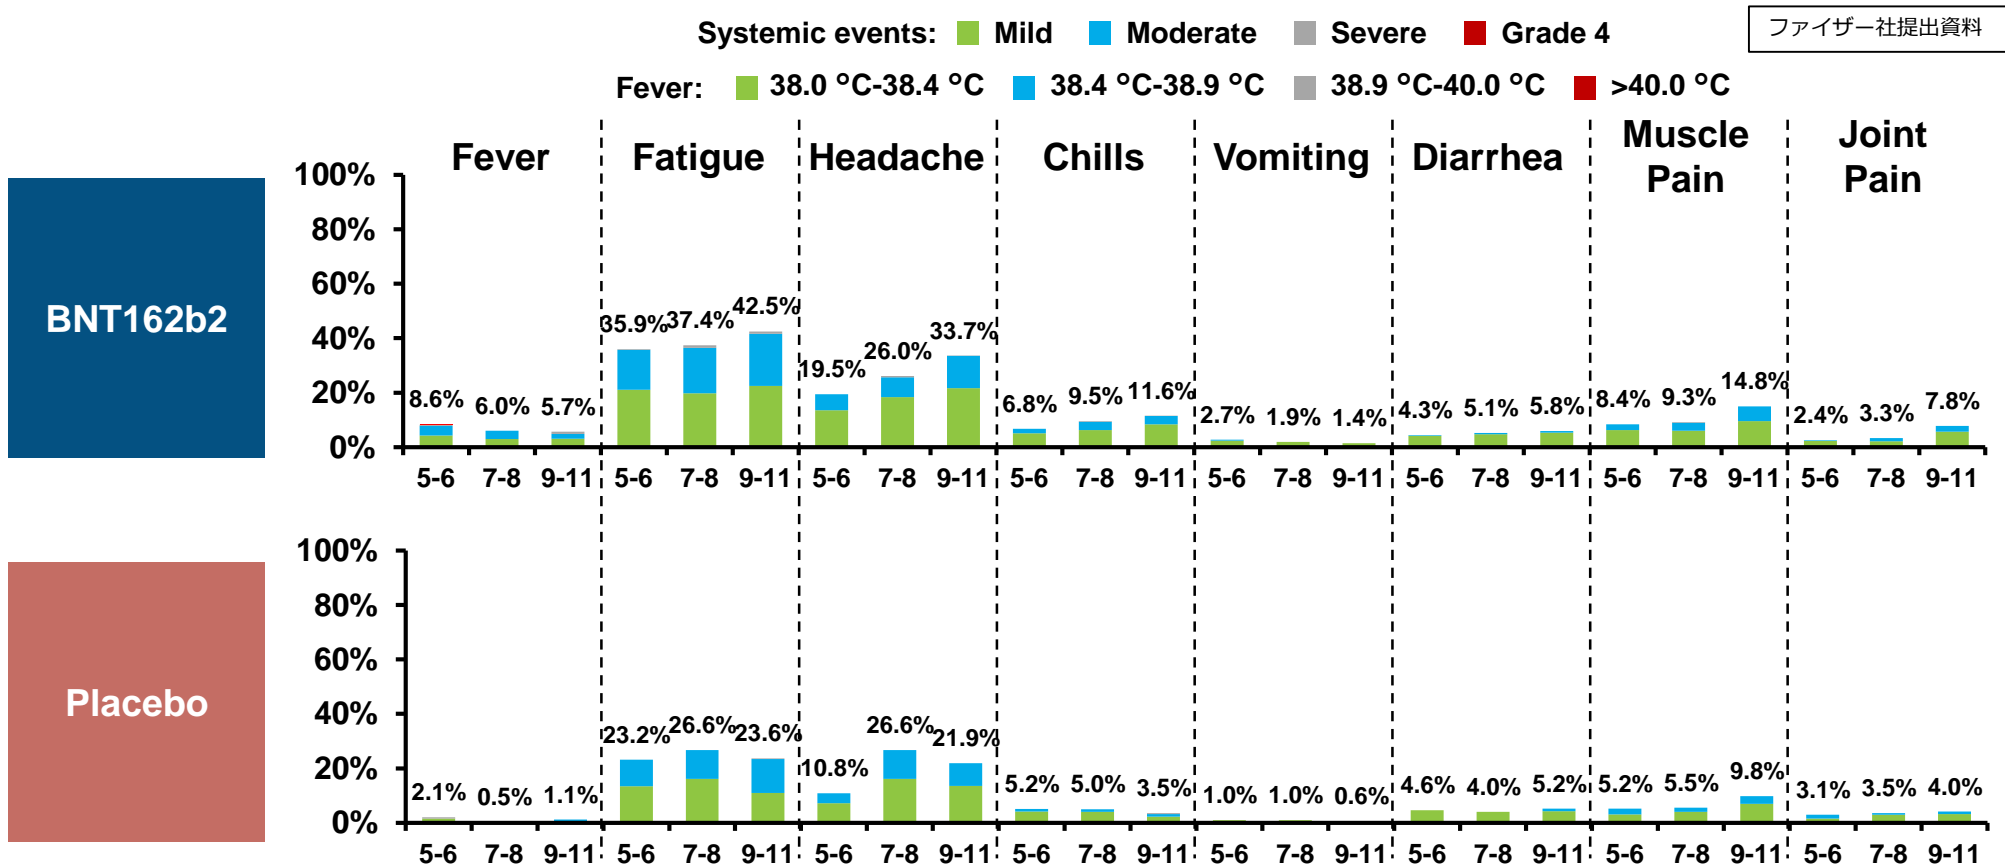 Systemic events: Mild Moderate Severe Grade 4
ファイザー社提出資料
Fever: 38.0 °C-38.4 °C 38.4 °C-38.9 °C 38.9 °C-40.0 °C >40.0 °C
Fever Fatigue Headache Chills Vomiting Diarrhea Muscle Pain Joint Pain
BNT162b2
100%
80%
60%
40%
20%
0%
8.6% 6.0% 5.7% 35.9% 37.4% 42.5% 19.5% 26.0% 33.7% 6.8% 9.5% 11.6% 2.7% 1.9% 1.4% 4.3% 5.1% 5.8% 8.4% 9.3% 14.8% 2.4% 3.3% 7.8%
5-6 7-8 9-11 5-6 7-8 9-11 5-6 7-8 9-11 5-6 7-8 9-11 5-6 7-8 9-11 5-6 7-8 9-11 5-6 7-8 9-11 5-6 7-8 9-11
Placebo
100%
80%
60%
40%
20%
0%
2.1% 0.5% 1.1% 23.2% 26.6% 23.6% 10.8% 26.6% 21.9% 5.2% 5.0% 3.5% 1.0% 1.0% 0.6% 4.6% 4.0% 5.2% 5.2% 5.5% 9.8% 3.1% 3.5% 4.0%
5-6 7-8 9-11 5-6 7-8 9-11 5-6 7-8 9-11 5-6 7-8 9-11 5-6 7-8 9-11 5-6 7-8 9-11 5-6 7-8 9-11 5-6 7-8 9-11